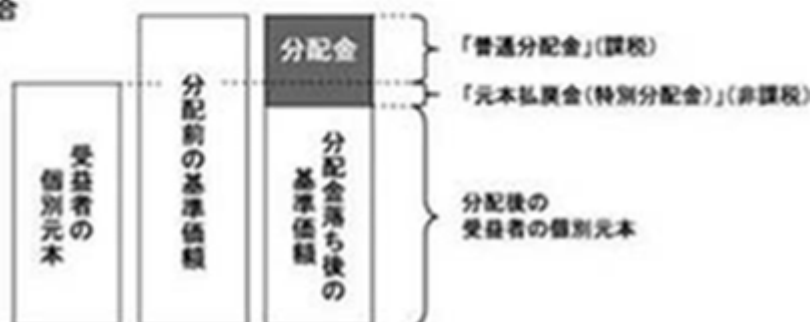 合
受益者の
個別元本
分配前の基準価額
分配金
分配金落ち後の
基準価額
「普通分配金」(課税)
「元本払戻金(特別分配金)」(非課税)
分配後の
受益者の個別元本